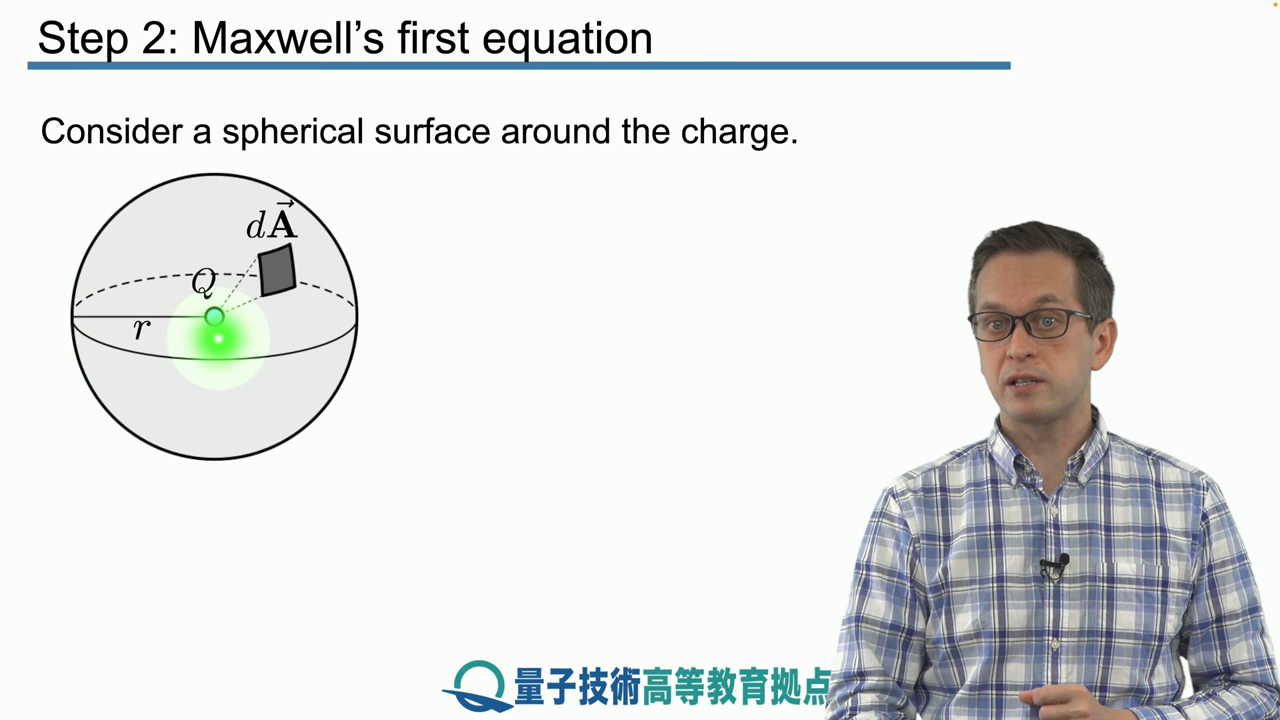 Step 2: Maxwell's first equation
Consider a spherical surface around the charge.
d\vec{A}
Q
r
量子技術高等教育拠点